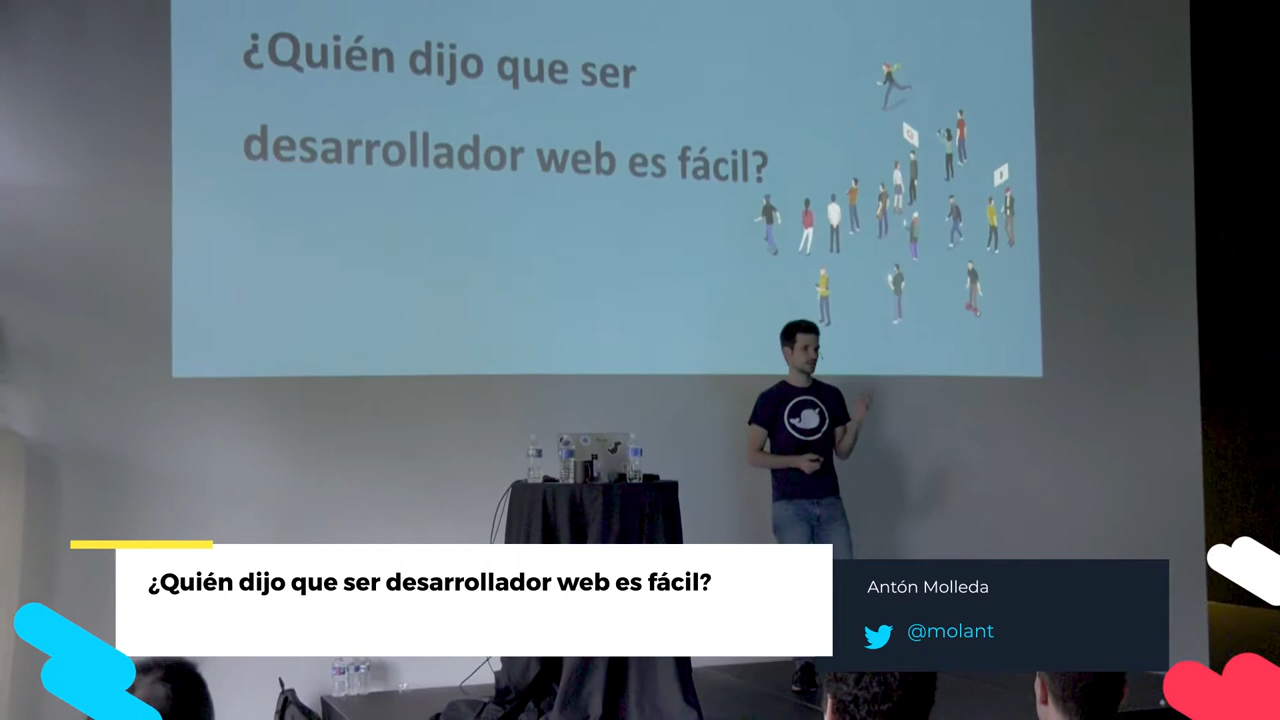 ¿Quién dijo que ser
desarrollador web es fácil?
¿Quién dijo que ser desarrollador web es fácil?
Antón Molleda
@molant